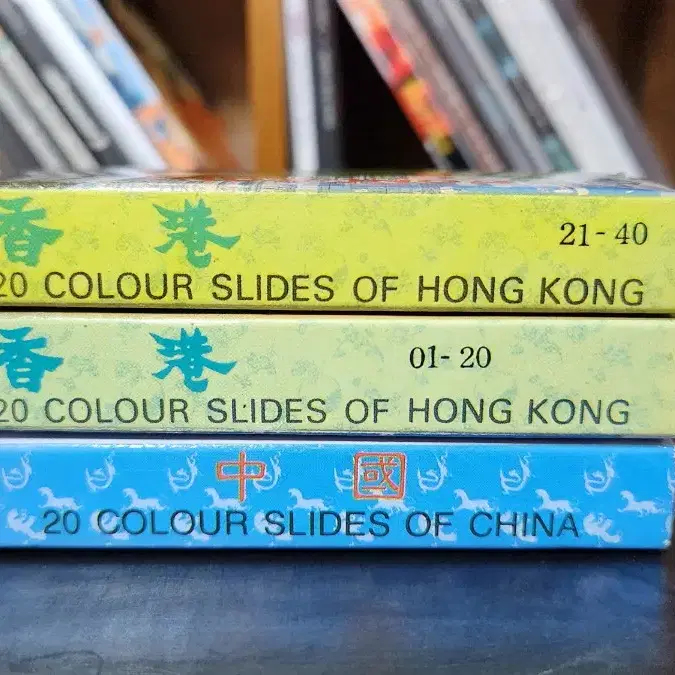 香港
21-40
20 COLOUR SLIDES OF HONG KONG
香港
01-20
20 COLOUR SLIDES OF HONG KONG
中國
20 COLOUR SLIDES OF CHINA